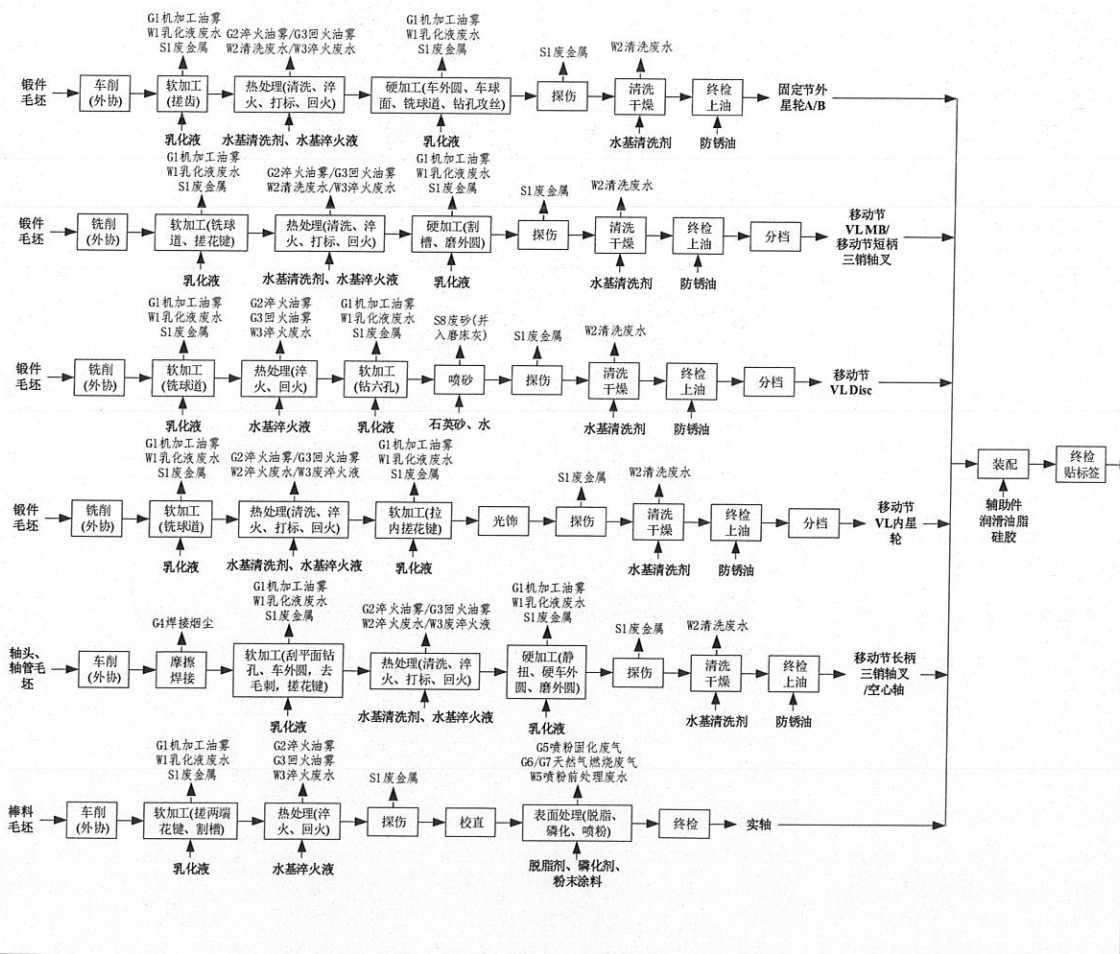 G1机加工油雾
W1乳化液废水
S1废金属
G2淬火油雾/G3回火油雾
W2清洗废水/W3淬火废水
G1机加工油雾
W1乳化液废水
S1废金属
S1废金属
W2清洗废水
锻件
毛坯
车削
(外协)
软加工
(搓齿)
热处理(清洗、淬
火、打标、回火)
硬加工(车外圆、车球
面、铣球道、钻孔攻丝)
探伤
清洗
干燥
终检
上油
固定节外
星轮A/B
乳化液
水基清洗剂、水基淬火液
乳化液
水基清洗剂
防锈油
G1机加工油雾
W1乳化液废水
S1废金属
G2淬火油雾/G3回火油雾
W2清洗废水/W3淬火废水
G1机加工油雾
W1乳化液废水
S1废金属
S1废金属
W2清洗废水
锻件
毛坯
铣削
(外协)
软加工(铣球
道、搓花键)
热处理(清洗、淬
火、打标、回火)
硬加工(割
槽、磨外圆)
探伤
清洗
干燥
终检
上油
分档
移动节
VL MB/
移动节短柄
三销轴叉
乳化液
水基清洗剂、水基淬火液
乳化液
水基清洗剂
防锈油
G1机加工油雾
W1乳化液废水
S1废金属
G2淬火油雾
G3回火油雾
W3淬火废水
G1机加工油雾
W1乳化液废水
S1废金属
S8废砂(并
入磨床灰)
S1废金属
W2清洗废水
锻件
毛坯
铣削
(外协)
软加工
(铣球道)
热处理(淬
火、回火)
软加工
(钻六孔)
喷砂
探伤
清洗
干燥
终检
上油
分档
移动节
VL Disc
乳化液
水基淬火液
乳化液
石英砂、水
水基清洗剂
防锈油
G1机加工油雾
W1乳化液废水
S1废金属
G2淬火油雾/G3回火油雾
W2淬火废水/W3废淬火液
G1机加工油雾
W1乳化液废水
S1废金属
S1废金属
W2清洗废水
锻件
毛坯
铣削
(外协)
软加工
(铣球道)
热处理(清洗、淬
火、打标、回火)
软加工(拉
内搓花键)
光饰
探伤
清洗
干燥
终检
上油
分档
移动节
VL内星
轮
乳化液
水基清洗剂、水基淬火液
乳化液
水基清洗剂
防锈油
装配
终检
贴标签
辅助件
润滑油脂
硅胶
G4焊接烟尘
G1机加工油雾
W1乳化液废水
S1废金属
G2淬火油雾/G3回火油雾
W2淬火废水/W3废淬火液
G1机加工油雾
W1乳化液废水
S1废金属
S1废金属
W2清洗废水
轴头、
轴管毛
坯
车削
(外协)
摩擦
焊接
软加工(刮平面钻
孔、车外圆，去
毛刺，搓花键)
热处理(清洗、淬
火、打标、回火)
硬加工(静
扭、硬车外
圆、磨外圆)
探伤
清洗
干燥
终检
上油
移动节长柄
三销轴叉
/空心轴
乳化液
水基清洗剂、水基淬火液
乳化液
水基清洗剂
防锈油
G1机加工油雾
W1乳化液废水
S1废金属
G2淬火油雾
G3回火油雾
W3淬火废水
S1废金属
G5喷粉固化废气
G6/G7天然气燃烧废气
W5喷粉前处理废水
棒料
毛坯
车削
(外协)
软加工(搓两端
花键、割槽)
热处理(淬
火、回火)
探伤
校直
表面处理(脱脂、
磷化、喷粉)
终检
实轴
乳化液
水基淬火液
脱脂剂、磷化剂、
粉末涂料